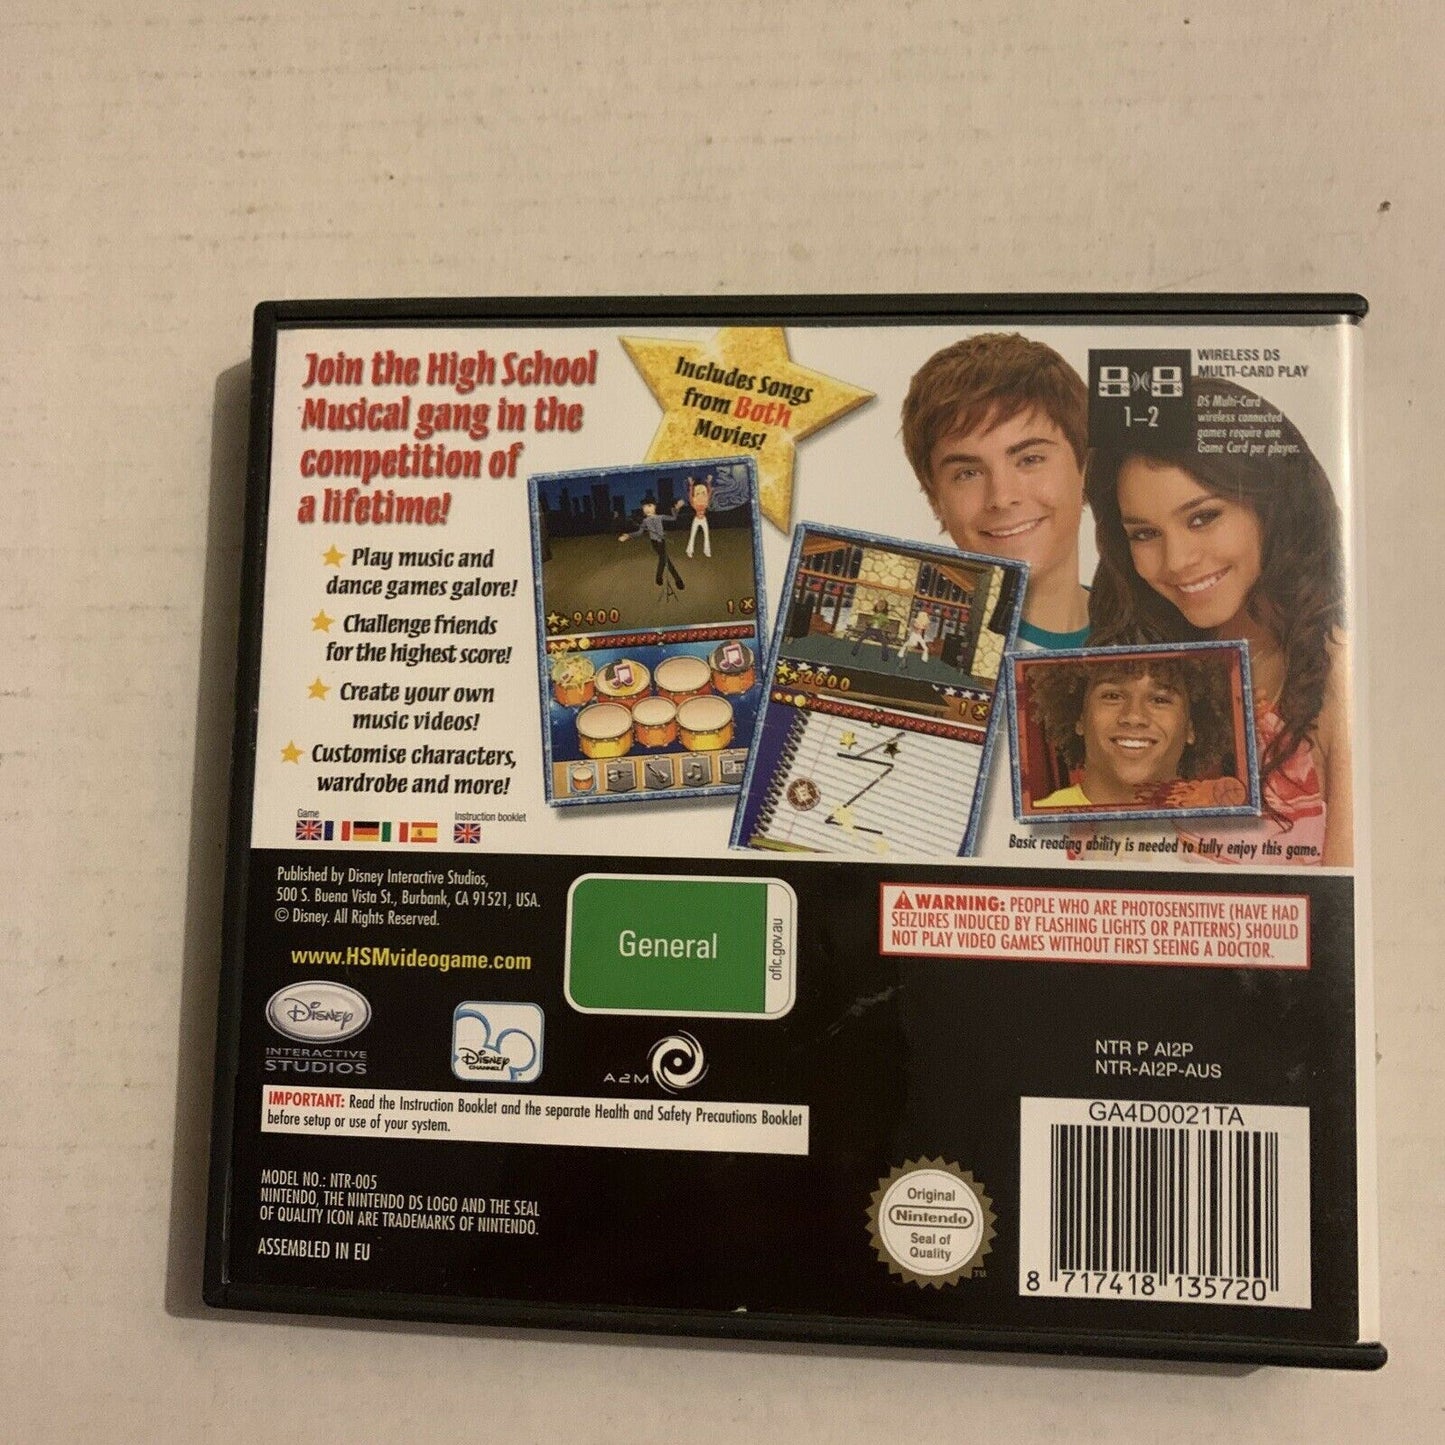 Join the High School
Musical gang in the
competition of
a lifetime!
Play music and
dance games galore!
Challenge friends
for the highest score!
Create your own
music videos!
Customise characters,
wardrobe and more!
Game
Instruction booklet
Includes Songs
from Both
Movies!
9400
1 x
2600
1 x
WIRELESS DS
MULTI-CARD PLAY
1–2
DS Multi-Card
wireless connected
games require one
Game Card per player.
Basic reading ability is needed to fully enjoy this game.
Published by Disney Interactive Studios,
500 S. Buena Vista St., Burbank, CA 91521, USA.
© Disney. All Rights Reserved.
www.HSMvideogame.com
General
oflc.gov.au
WARNING: PEOPLE WHO ARE PHOTOSENSITIVE (HAVE HAD
SEIZURES INDUCED BY FLASHING LIGHTS OR PATTERNS) SHOULD
NOT PLAY VIDEO GAMES WITHOUT FIRST SEEING A DOCTOR.
Disney
INTERACTIVE
STUDIOS
Disney
CHANNEL
A2M
NTR P AI2P
NTR-AI2P-AUS
IMPORTANT: Read the Instruction Booklet and the separate Health and Safety Precautions Booklet
before setup or use of your system.
MODEL NO.: NTR-005
NINTENDO, THE NINTENDO DS LOGO AND THE SEAL
OF QUALITY ICON ARE TRADEMARKS OF NINTENDO.
ASSEMBLED IN EU
Original
Nintendo
Seal of
Quality
TM
GA4D0021TA
8 717418 135720